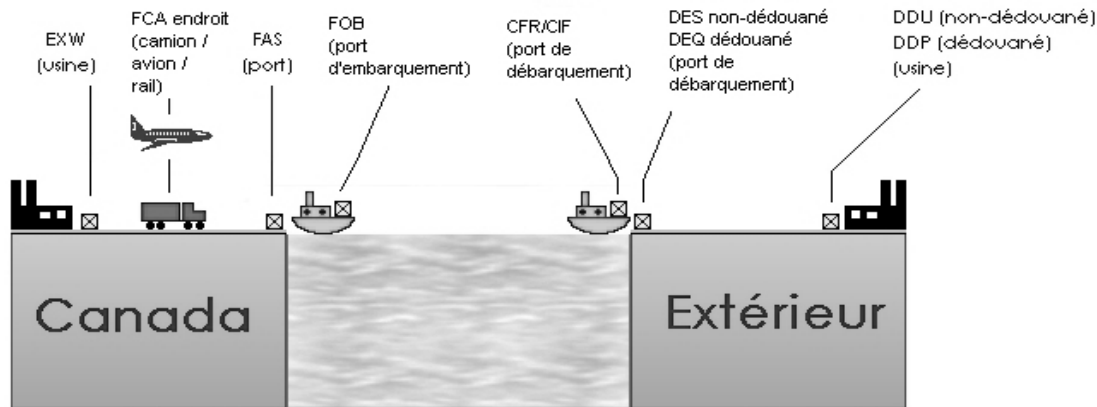 EXW
(usine)
FCA endroit
(camion /
avion /
rail)
FAS
(port)
FOB
(port
d'embarquement)
CFR/CIF
(port de
débarquement)
DES non-dédouané
DEQ dédouané
(port de
débarquement)
DDU (non-dédouané)
DDP (dédouané)
(usine)
Canada
Extérieur